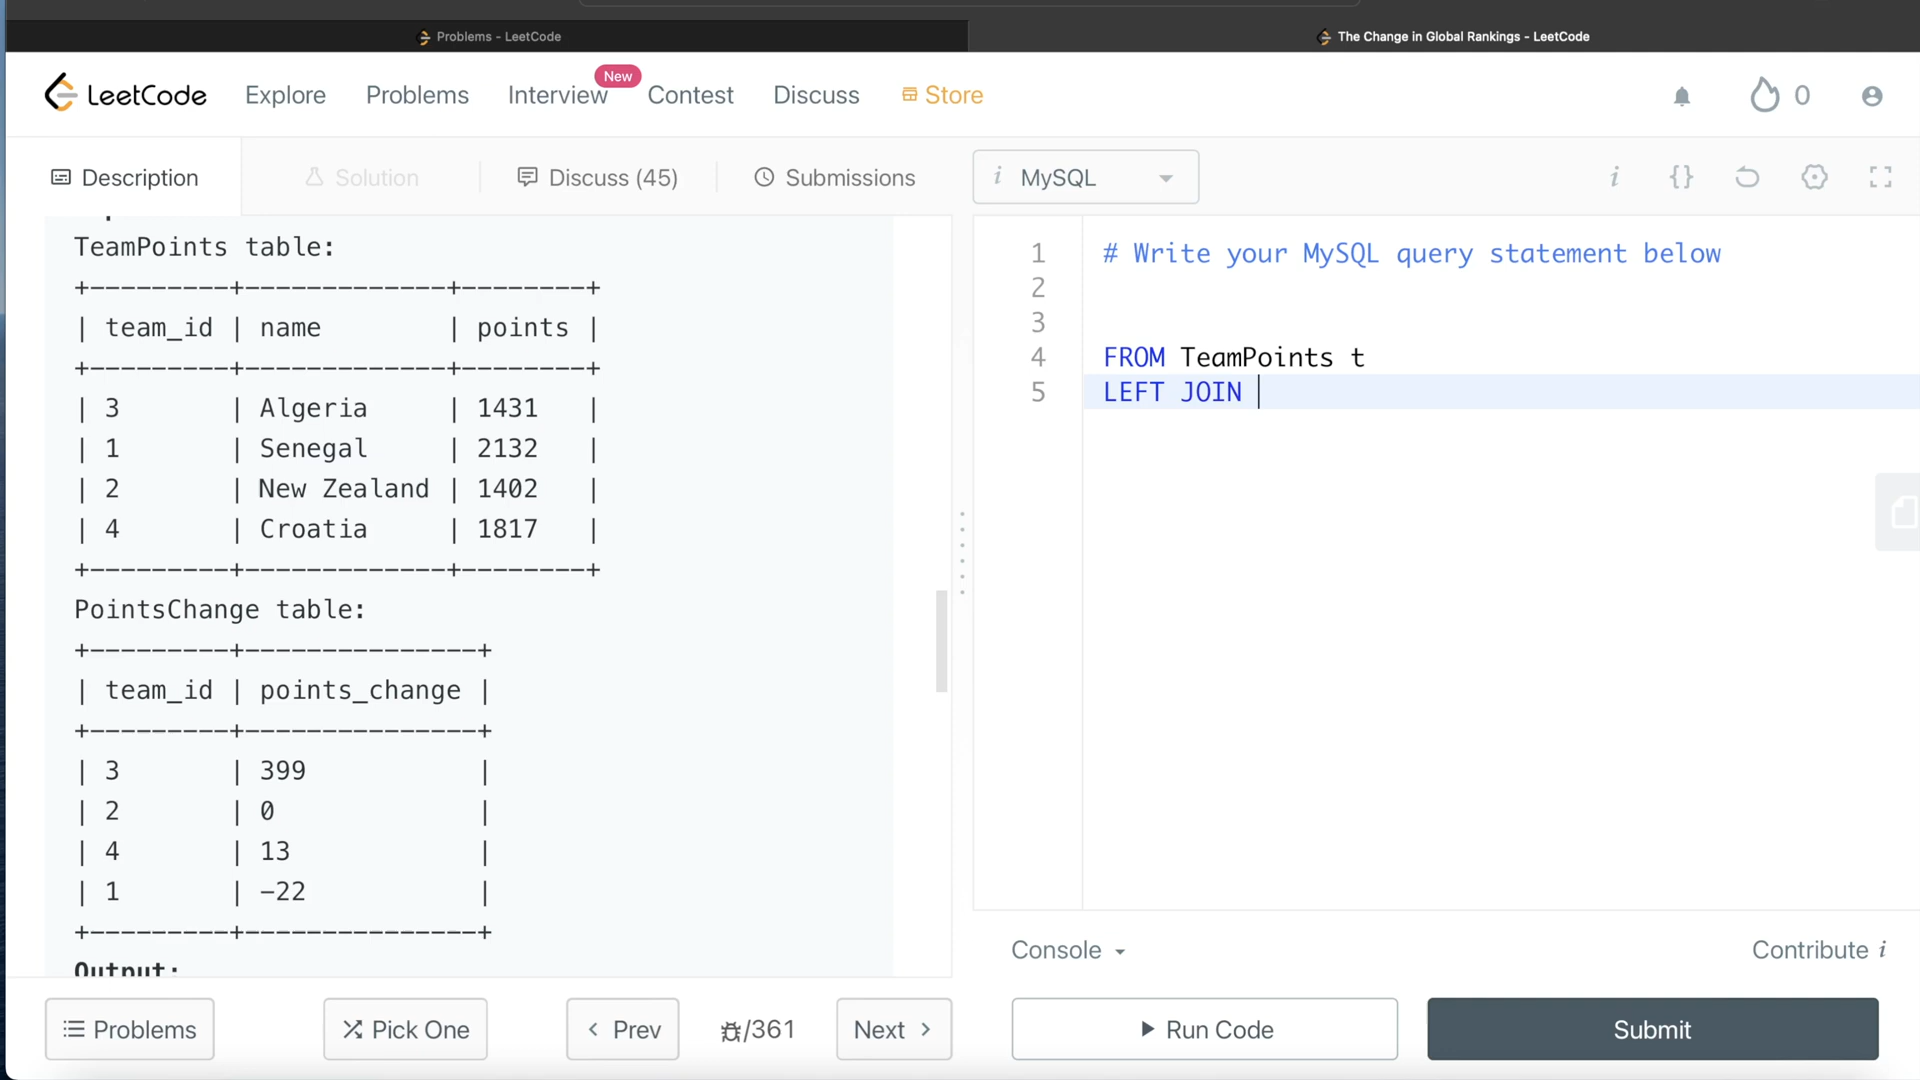 Problems - LeetCode
The Change in Global Rankings - LeetCode
LeetCode
Explore
Problems
Interview
New
Contest
Discuss
Store
0
Description
Solution
Discuss (45)
Submissions
i MySQL
i
{}
TeamPoints table:
+---------+-------------+--------+
| team_id | name        | points |
+---------+-------------+--------+
| 3       | Algeria     | 1431   |
| 1       | Senegal     | 2132   |
| 2       | New Zealand | 1402   |
| 4       | Croatia     | 1817   |
+---------+-------------+--------+
PointsChange table:
+---------+---------------+
| team_id | points_change |
+---------+---------------+
| 3       | 399           |
| 2       | 0             |
| 4       | 13            |
| 1       | -22           |
+---------+---------------+
Output:
1 # Write your MySQL query statement below
2
3
4 FROM TeamPoints t
5 LEFT JOIN
Console
Contribute i
Problems
Pick One
< Prev
/361
Next >
Run Code
Submit